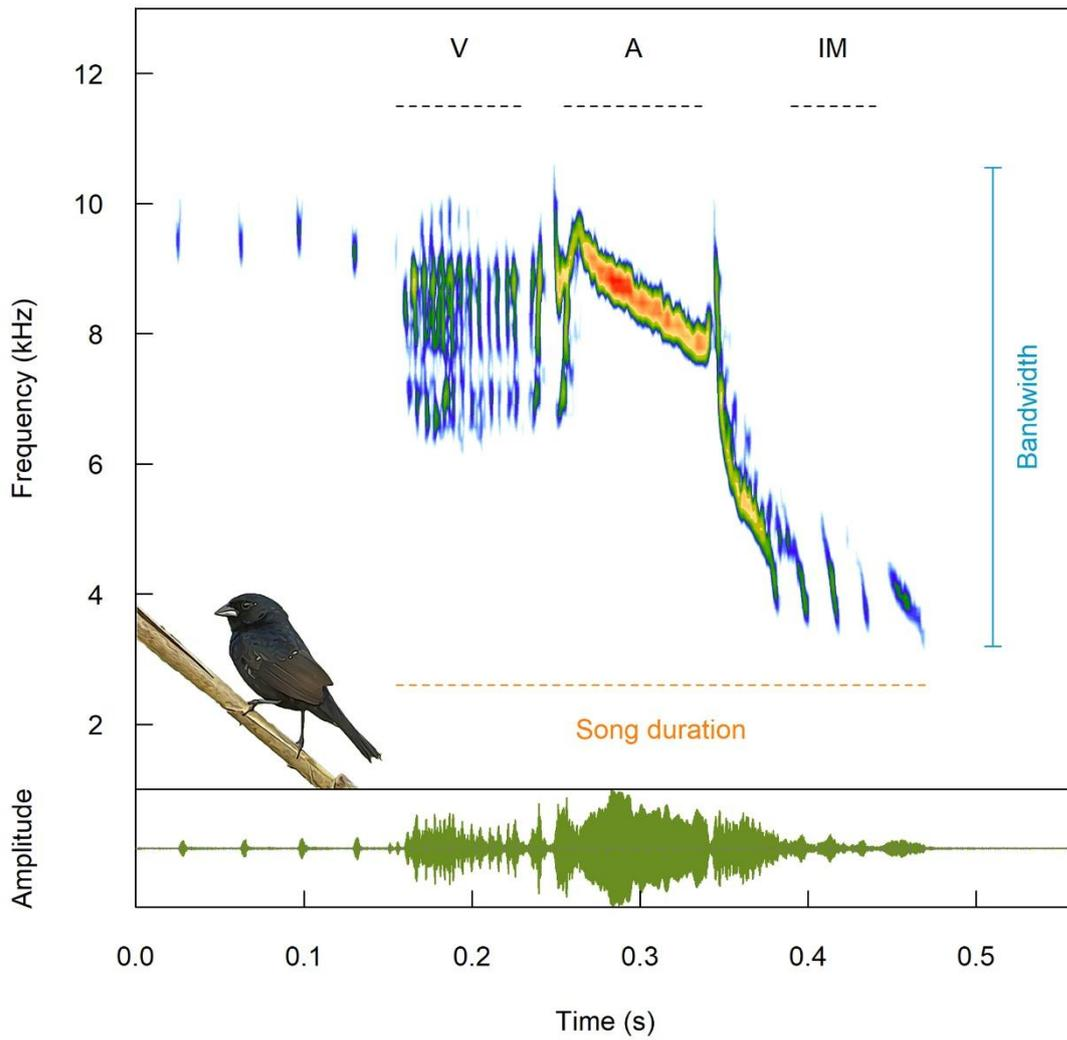 V A IM
12
10
8
6
4
2
Frequency (kHz)
Bandwidth
Song duration
Amplitude
0.0 0.1 0.2 0.3 0.4 0.5
Time (s)